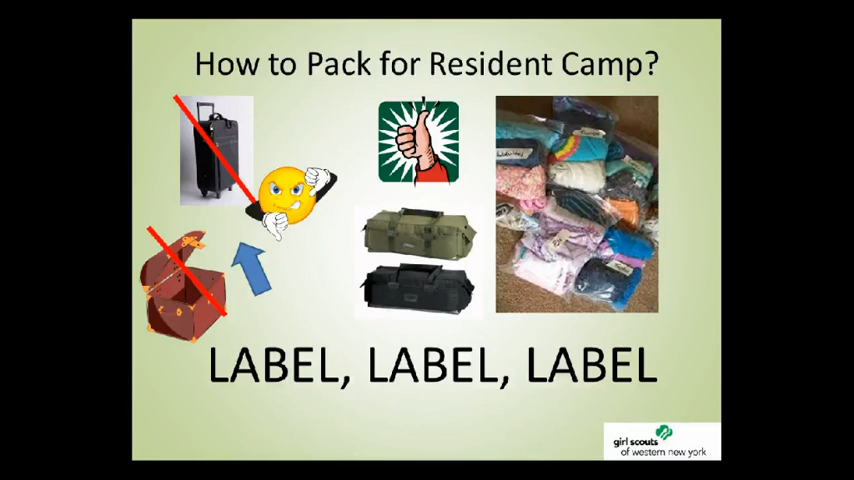 How to Pack for Resident Camp?
LABEL, LABEL, LABEL
girl scouts
of western new york